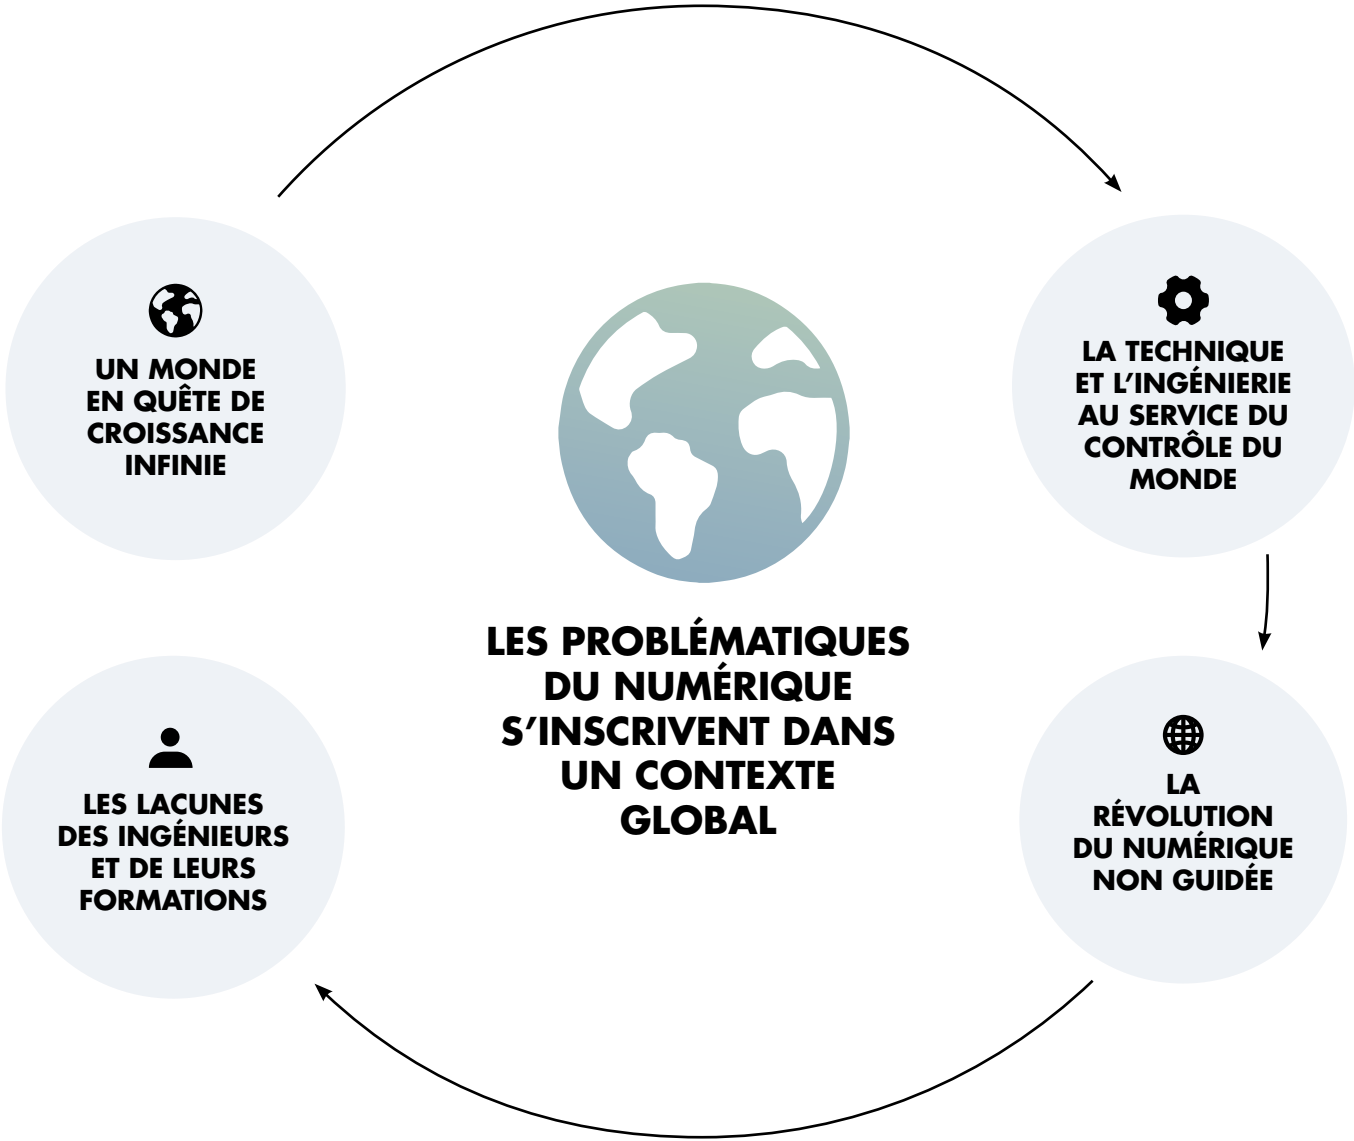 UN MONDE
EN QUÊTE DE
CROISSANCE
INFINIE
LA TECHNIQUE
ET L’INGÉNIERIE
AU SERVICE DU
CONTRÔLE DU
MONDE
LES PROBLÉMATIQUES
DU NUMÉRIQUE
S’INSCRIVENT DANS
UN CONTEXTE
GLOBAL
LA
RÉVOLUTION
DU NUMÉRIQUE
NON GUIDÉE
LES LACUNES
DES INGÉNIEURS
ET DE LEURS
FORMATIONS